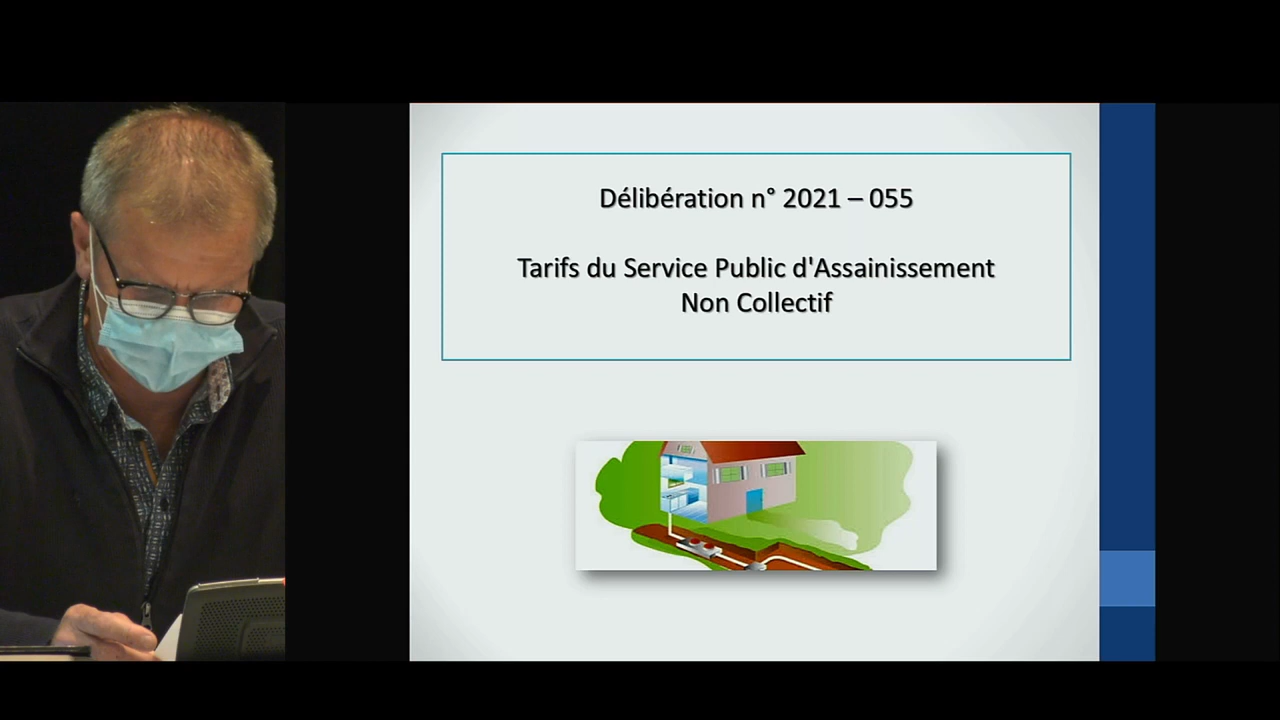 Délibération n° 2021 – 055
Tarifs du Service Public d'Assainissement
Non Collectif